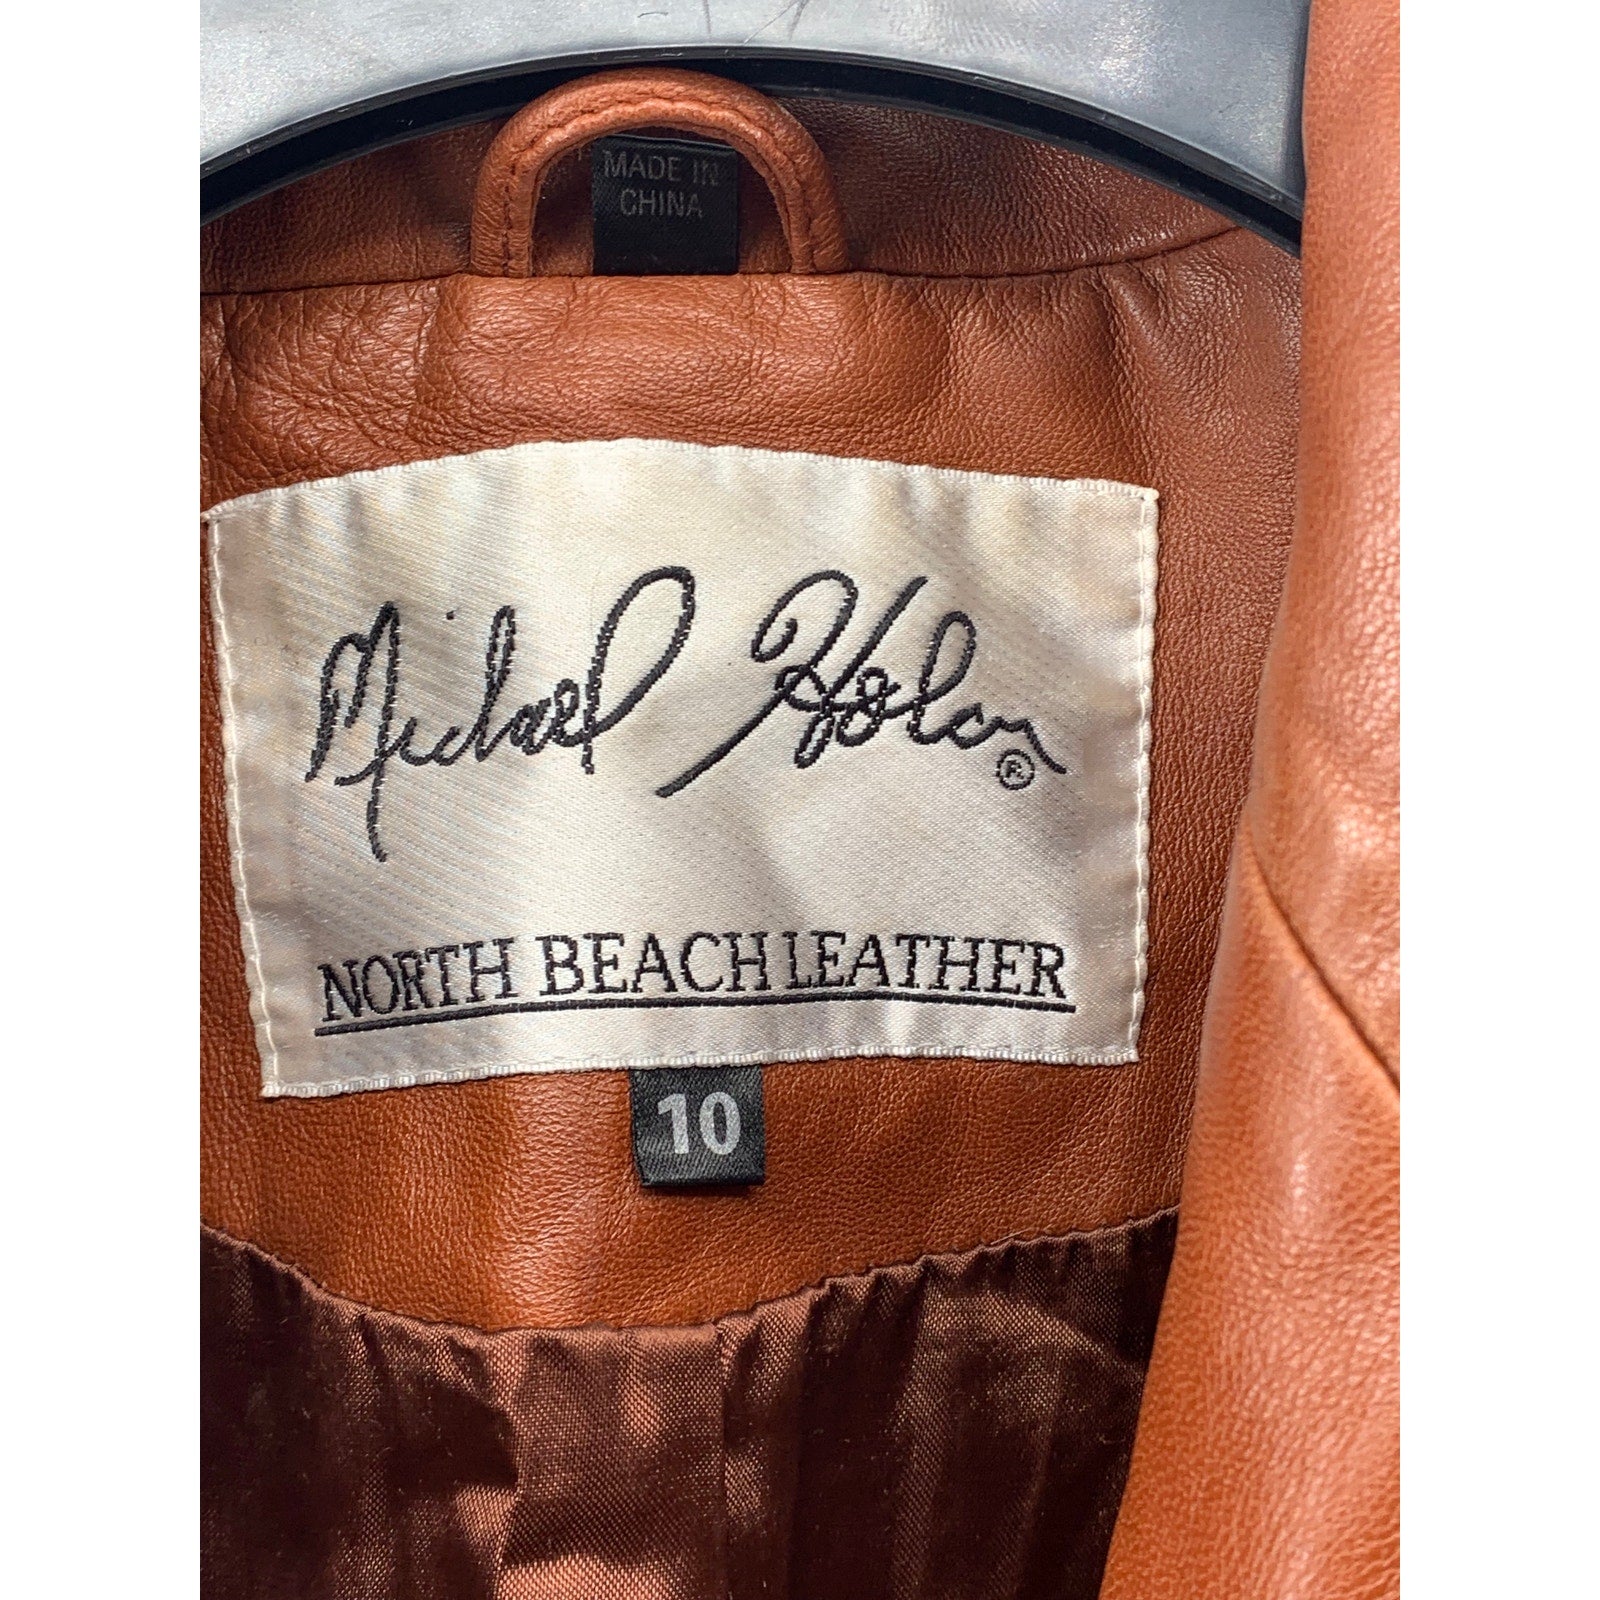 MADE IN
CHINA
Michael Hoban
®
NORTH BEACH LEATHER
10